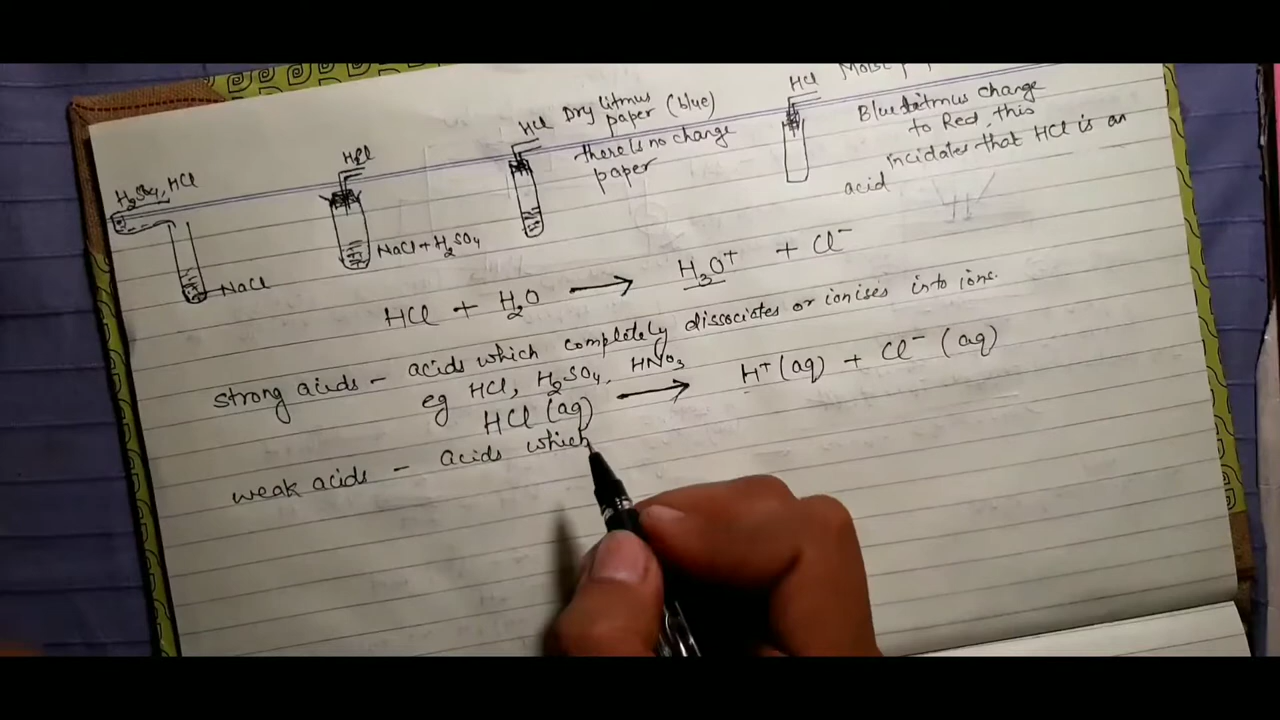 H₂SO₄, HCl
NaCl
HCl
NaCl + H₂SO₄
HCl
Dry litmus
paper (blue)
there is no change
paper
HCl
Blue litmus change
to Red, this
incidates that HCl is an
acid
HCl + H₂O ⟶ H₃O⁺ + Cl⁻
strong acids – acids which completely dissociates or ionises into ions.
eg HCl, H₂SO₄, HNO₃
HCl (aq) ⟶ H⁺ (aq) + Cl⁻ (aq)
weak acids – acids which